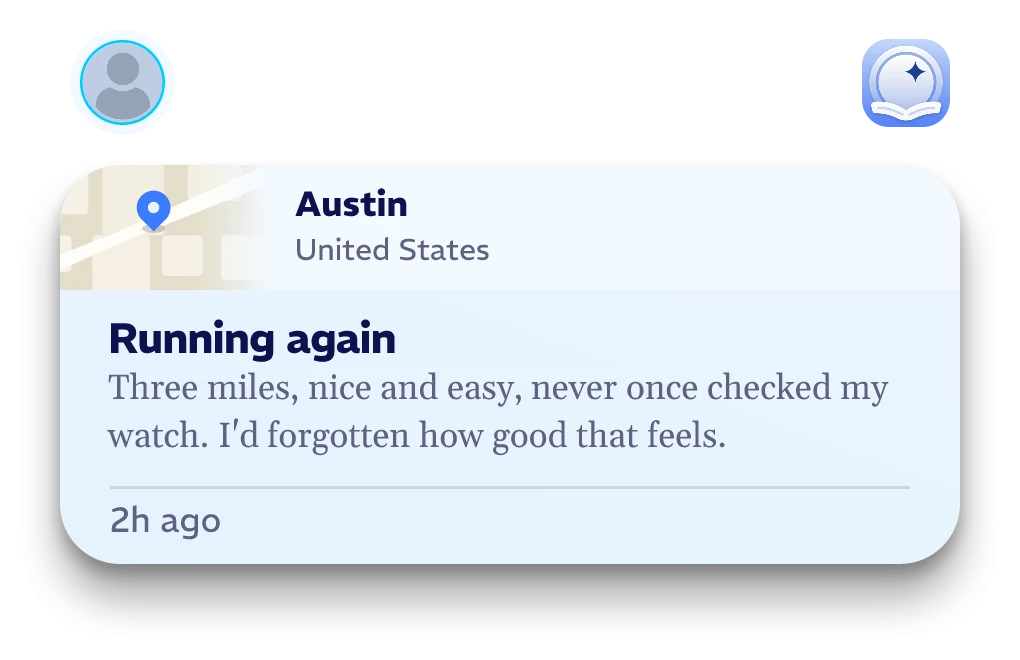 Austin
United States
Running again
Three miles, nice and easy, never once checked my
watch. I'd forgotten how good that feels.
2h ago